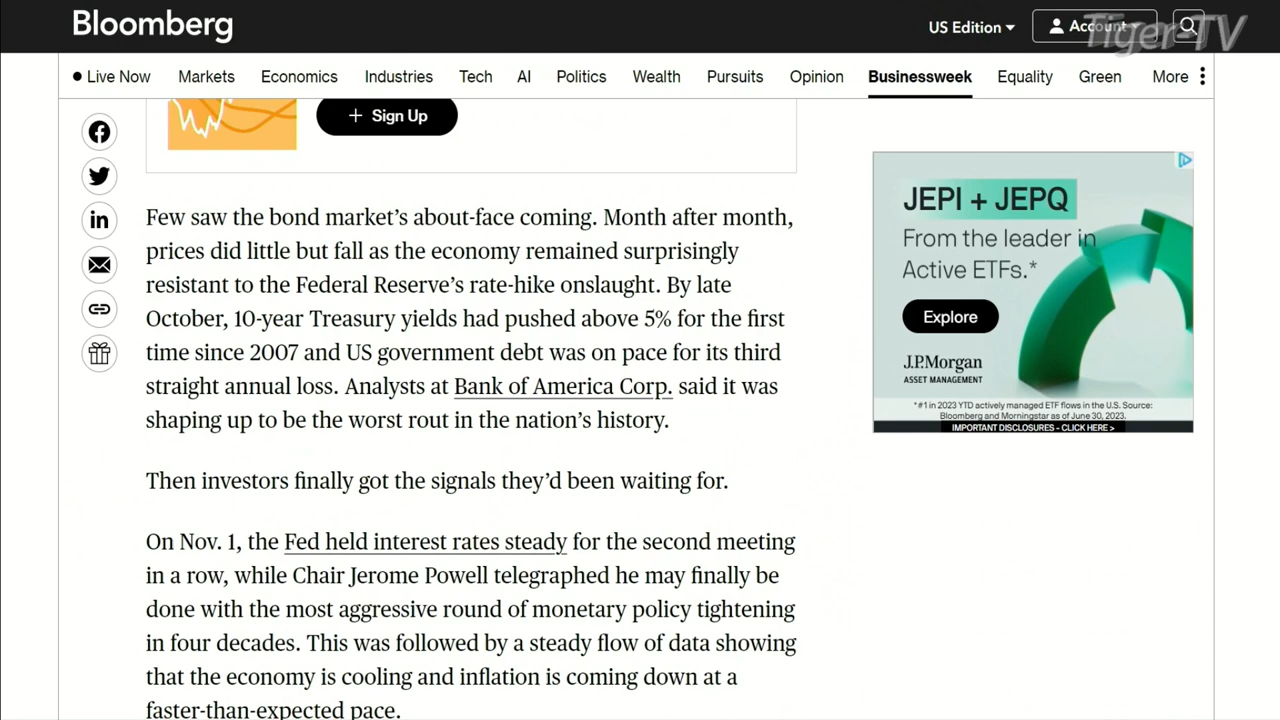 Bloomberg
US Edition
Account
Tiger-TV
Live Now
Markets
Economics
Industries
Tech
AI
Politics
Wealth
Pursuits
Opinion
Businessweek
Equality
Green
More
+ Sign Up
Few saw the bond market’s about-face coming. Month after month,
prices did little but fall as the economy remained surprisingly
resistant to the Federal Reserve’s rate-hike onslaught. By late
October, 10-year Treasury yields had pushed above 5% for the first
time since 2007 and US government debt was on pace for its third
straight annual loss. Analysts at Bank of America Corp. said it was
shaping up to be the worst rout in the nation’s history.
Then investors finally got the signals they’d been waiting for.
On Nov. 1, the Fed held interest rates steady for the second meeting
in a row, while Chair Jerome Powell telegraphed he may finally be
done with the most aggressive round of monetary policy tightening
in four decades. This was followed by a steady flow of data showing
that the economy is cooling and inflation is coming down at a
faster-than-expected pace.
JEPI + JEPQ
From the leader in
Active ETFs.*
Explore
J.P.Morgan
ASSET MANAGEMENT
*#1 in 2023 YTD actively managed ETF flows in the U.S. Source:
Bloomberg and Morningstar as of June 30, 2023.
IMPORTANT DISCLOSURES - CLICK HERE >